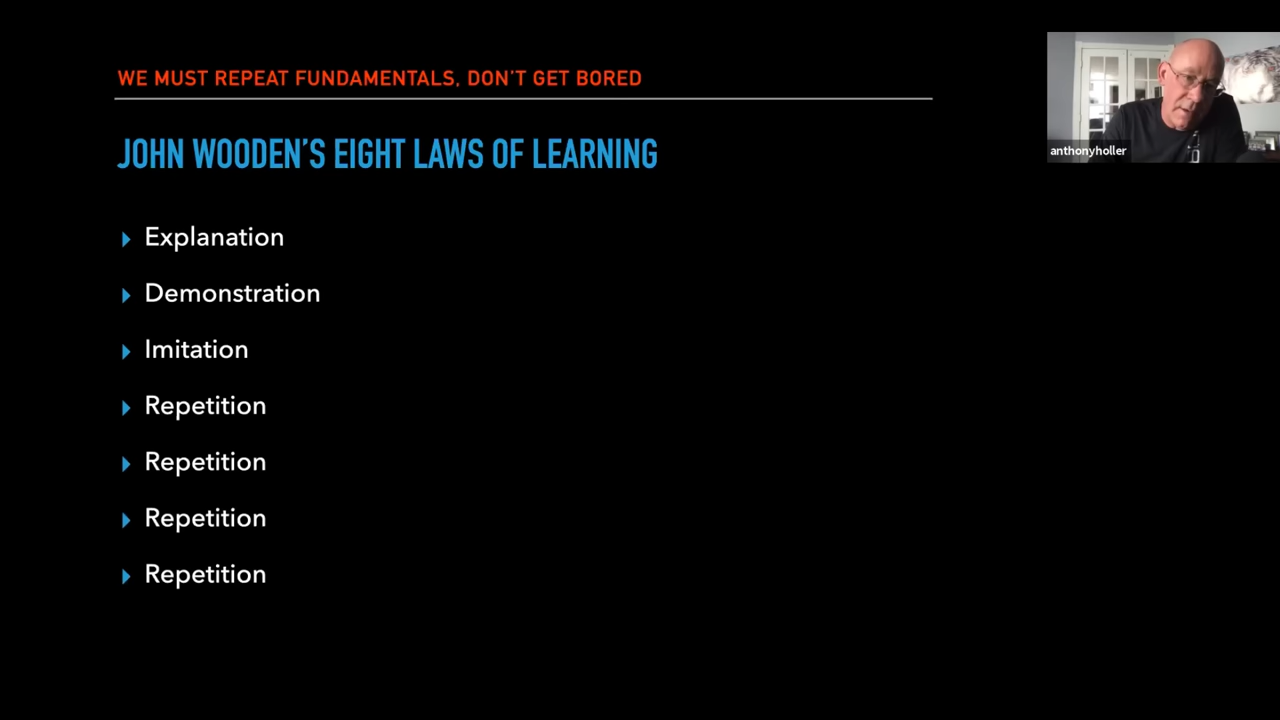 WE MUST REPEAT FUNDAMENTALS, DON'T GET BORED
JOHN WOODEN'S EIGHT LAWS OF LEARNING
Explanation
Demonstration
Imitation
Repetition
Repetition
Repetition
Repetition
anthonyholler